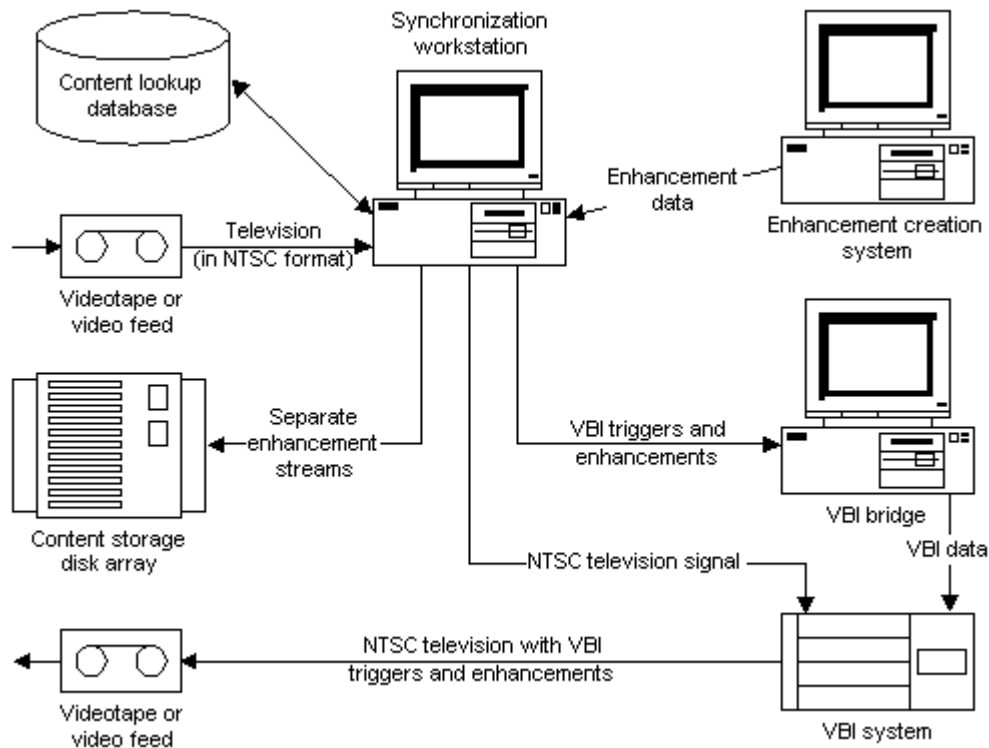 Synchronization
workstation
Content lookup
database
Enhancement
data
Enhancement creation
system
Television
(in NTSC format)
Videotape or
video feed
Separate
enhancement
streams
VBI triggers and
enhancements
Content storage
disk array
VBI bridge
VBI data
NTSC television signal
NTSC television with VBI
triggers and enhancements
Videotape or
video feed
VBI system